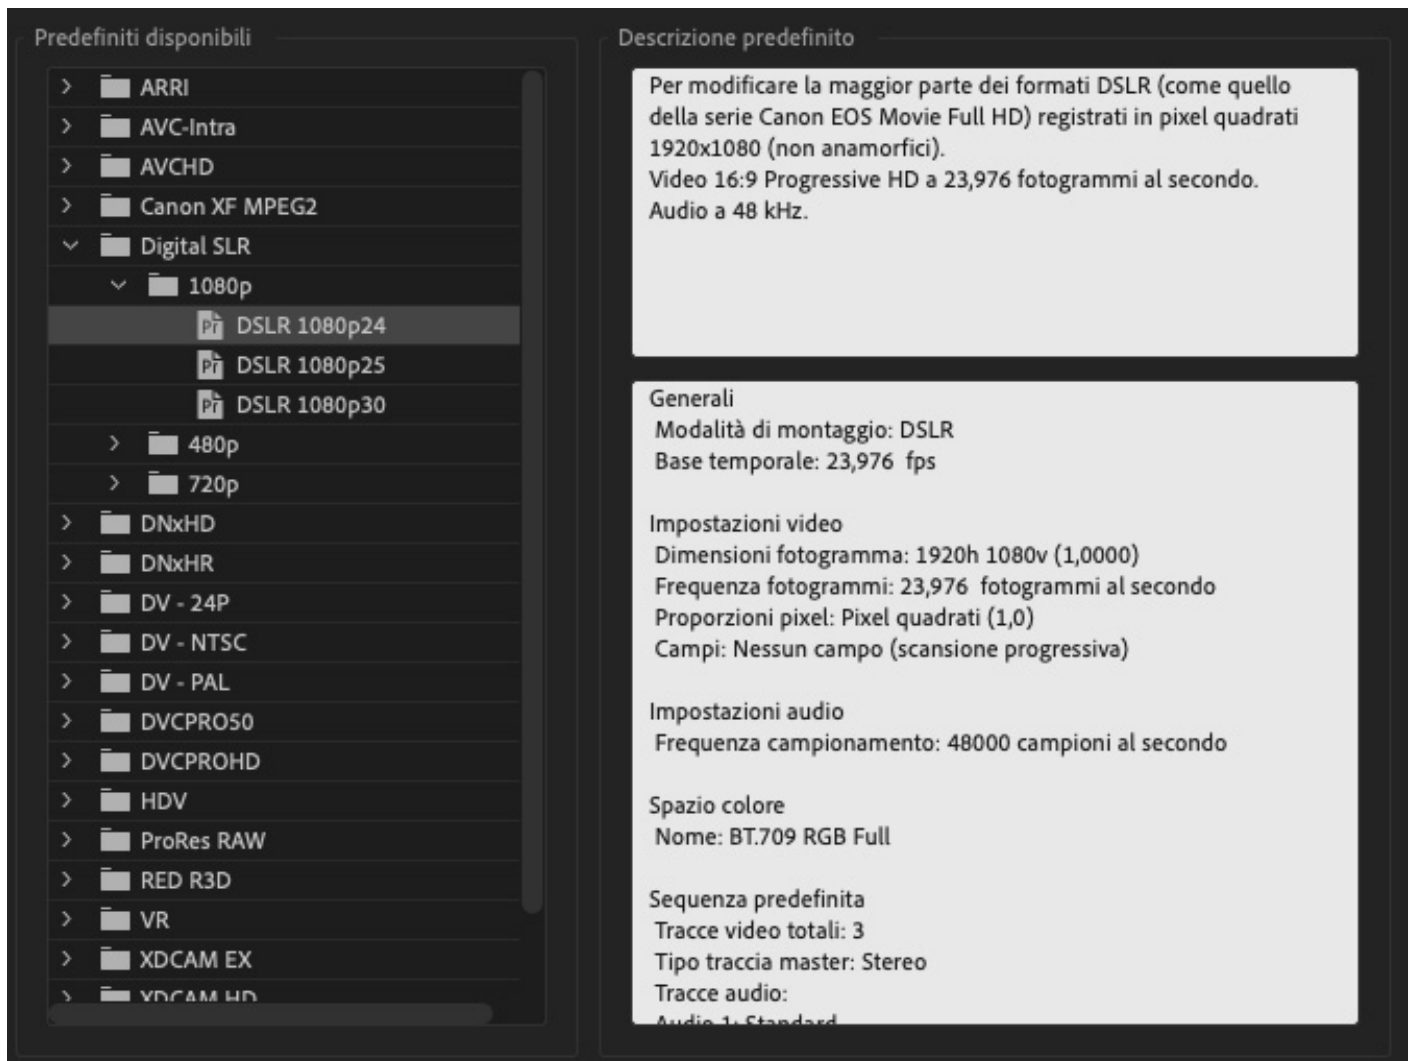 Predefiniti disponibili
ARRI
AVC-Intra
AVCHD
Canon XF MPEG2
Digital SLR
1080p
DSLR 1080p24
DSLR 1080p25
DSLR 1080p30
480p
720p
DNxHD
DNxHR
DV - 24P
DV - NTSC
DV - PAL
DVCPRO50
DVCPROHD
HDV
ProRes RAW
RED R3D
VR
XDCAM EX
XDCAM HD
Descrizione predefinito
Per modificare la maggior parte dei formati DSLR (come quello
della serie Canon EOS Movie Full HD) registrati in pixel quadrati
1920x1080 (non anamorfici).
Video 16:9 Progressive HD a 23,976 fotogrammi al secondo.
Audio a 48 kHz.
Generali
Modalità di montaggio: DSLR
Base temporale: 23,976 fps
Impostazioni video
Dimensioni fotogramma: 1920h 1080v (1,0000)
Frequenza fotogrammi: 23,976 fotogrammi al secondo
Proporzioni pixel: Pixel quadrati (1,0)
Campi: Nessun campo (scansione progressiva)
Impostazioni audio
Frequenza campionamento: 48000 campioni al secondo
Spazio colore
Nome: BT.709 RGB Full
Sequenza predefinita
Tracce video totali: 3
Tipo traccia master: Stereo
Tracce audio:
Audio 1: Standard